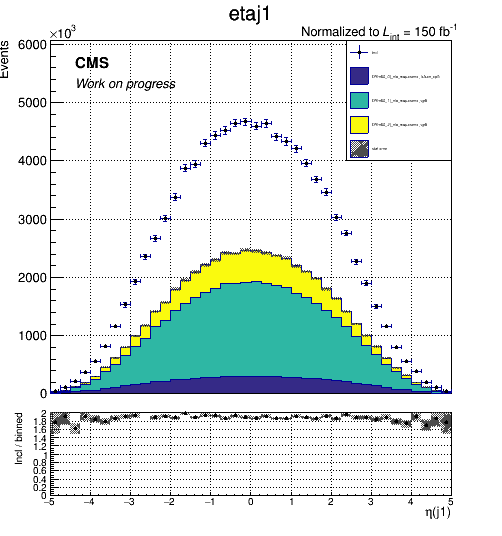 etaj1
Normalized to L_int = 150 fb^-1
×10^3
Events
CMS
Work on progress
6000
5000
4000
3000
2000
1000
0
Incl / binned
2
1.8
1.6
1.4
1.2
1
0.8
0.6
0.4
0.2
0
−5 −4 −3 −2 −1 0 1 2 3 4 5
η(j1)